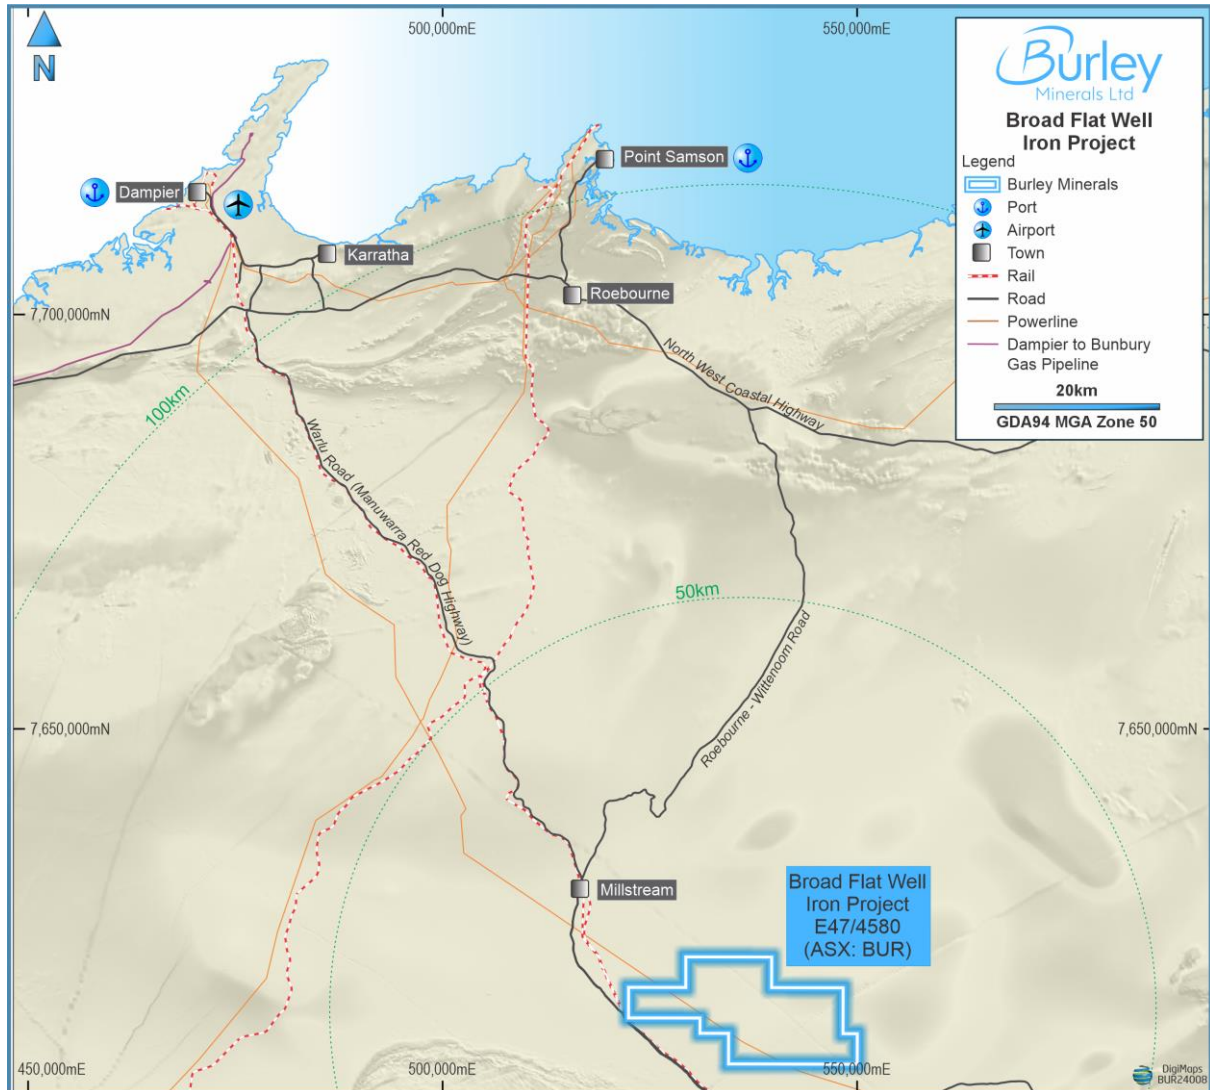 500,000mE
550,000mE
N
Burley
Minerals Ltd
Broad Flat Well
Iron Project
Legend
Burley Minerals
Port
Airport
Town
Rail
Road
Powerline
Dampier to Bunbury
Gas Pipeline
20km
GDA94 MGA Zone 50
Point Samson
Dampier
Karratha
Roebourne
7,700,000mN
North West Coastal Highway
100km
Warlu Road (Manuwarra Red Dog Highway)
50km
Roebourne - Wittenoom Road
7,650,000mN
7,650,000mN
Millstream
Broad Flat Well
Iron Project
E47/4580
(ASX: BUR)
450,000mE
500,000mE
550,000mE
DigiMaps
BUR24008